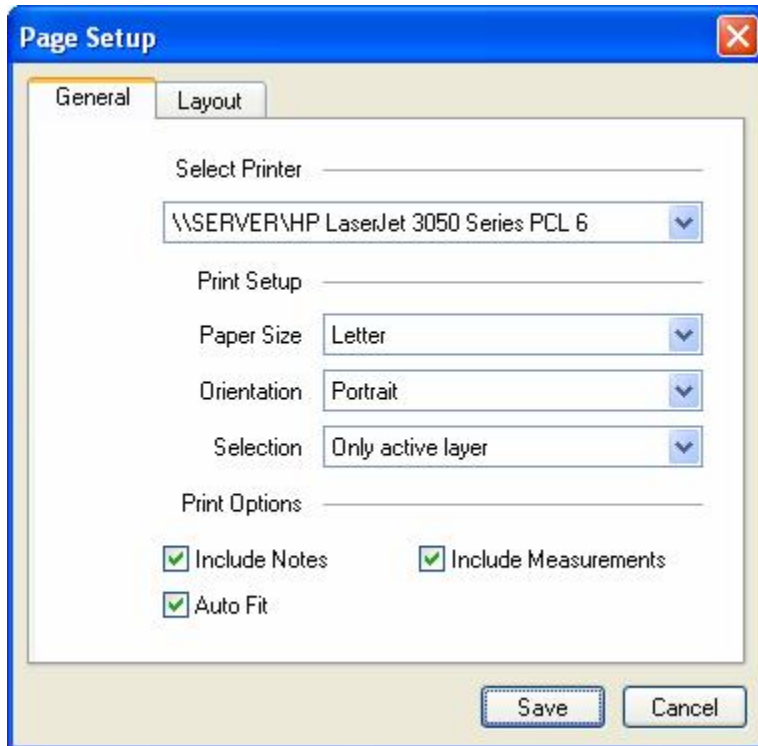 Page Setup
General Layout
Select Printer
\\SERVER\HP LaserJet 3050 Series PCL 6
Print Setup
Paper Size Letter
Orientation Portrait
Selection Only active layer
Print Options
Include Notes Include Measurements
Auto Fit
Save Cancel